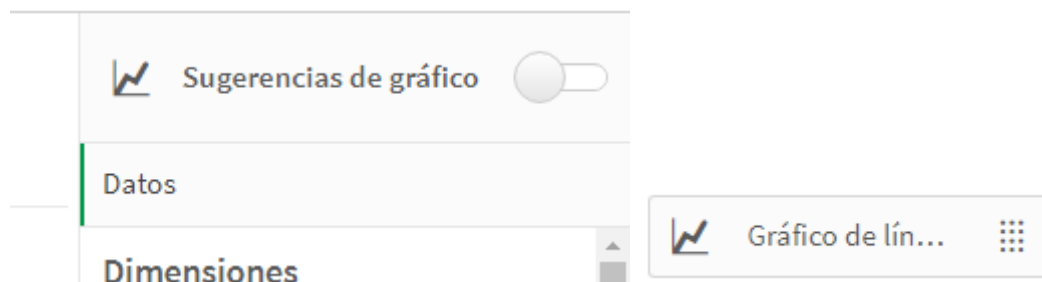 Sugerencias de gráfico
Datos
Gráfico de lín...
Dimensiones